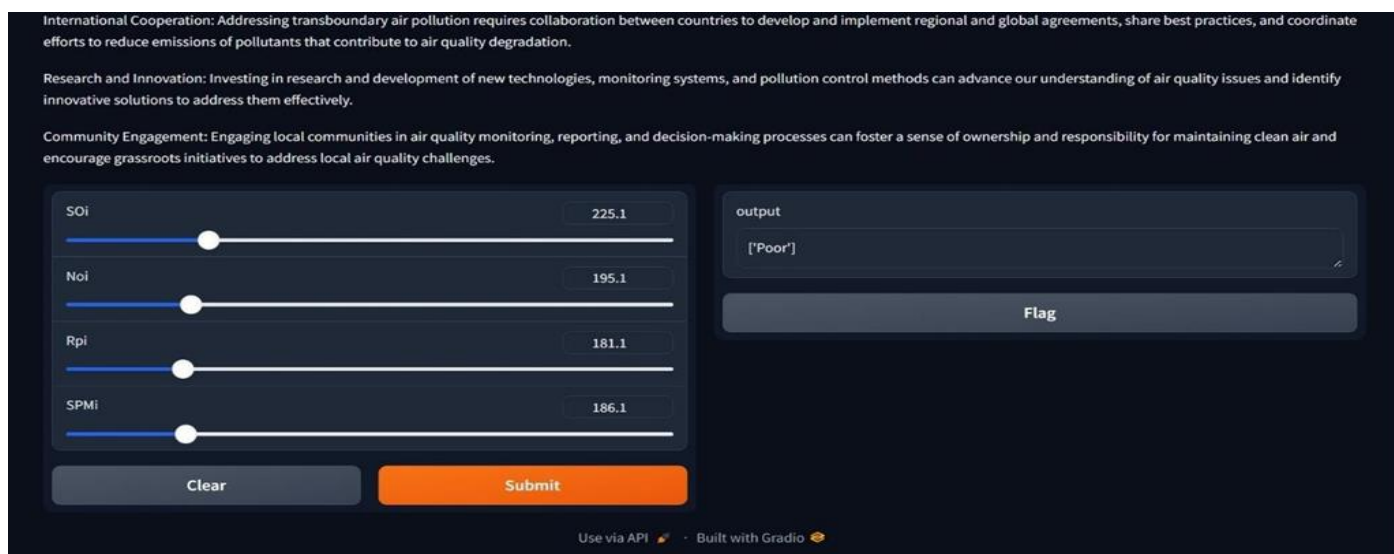 International Cooperation: Addressing transboundary air pollution requires collaboration between countries to develop and implement regional and global agreements, share best practices, and coordinate
efforts to reduce emissions of pollutants that contribute to air quality degradation.
Research and Innovation: Investing in research and development of new technologies, monitoring systems, and pollution control methods can advance our understanding of air quality issues and identify
innovative solutions to address them effectively.
Community Engagement: Engaging local communities in air quality monitoring, reporting, and decision-making processes can foster a sense of ownership and responsibility for maintaining clean air and
encourage grassroots initiatives to address local air quality challenges.
SOi 225.1
Noi 195.1
Rpi 181.1
SPMi 186.1
Clear Submit
output
['Poor']
Flag
Use via API · Built with Gradio